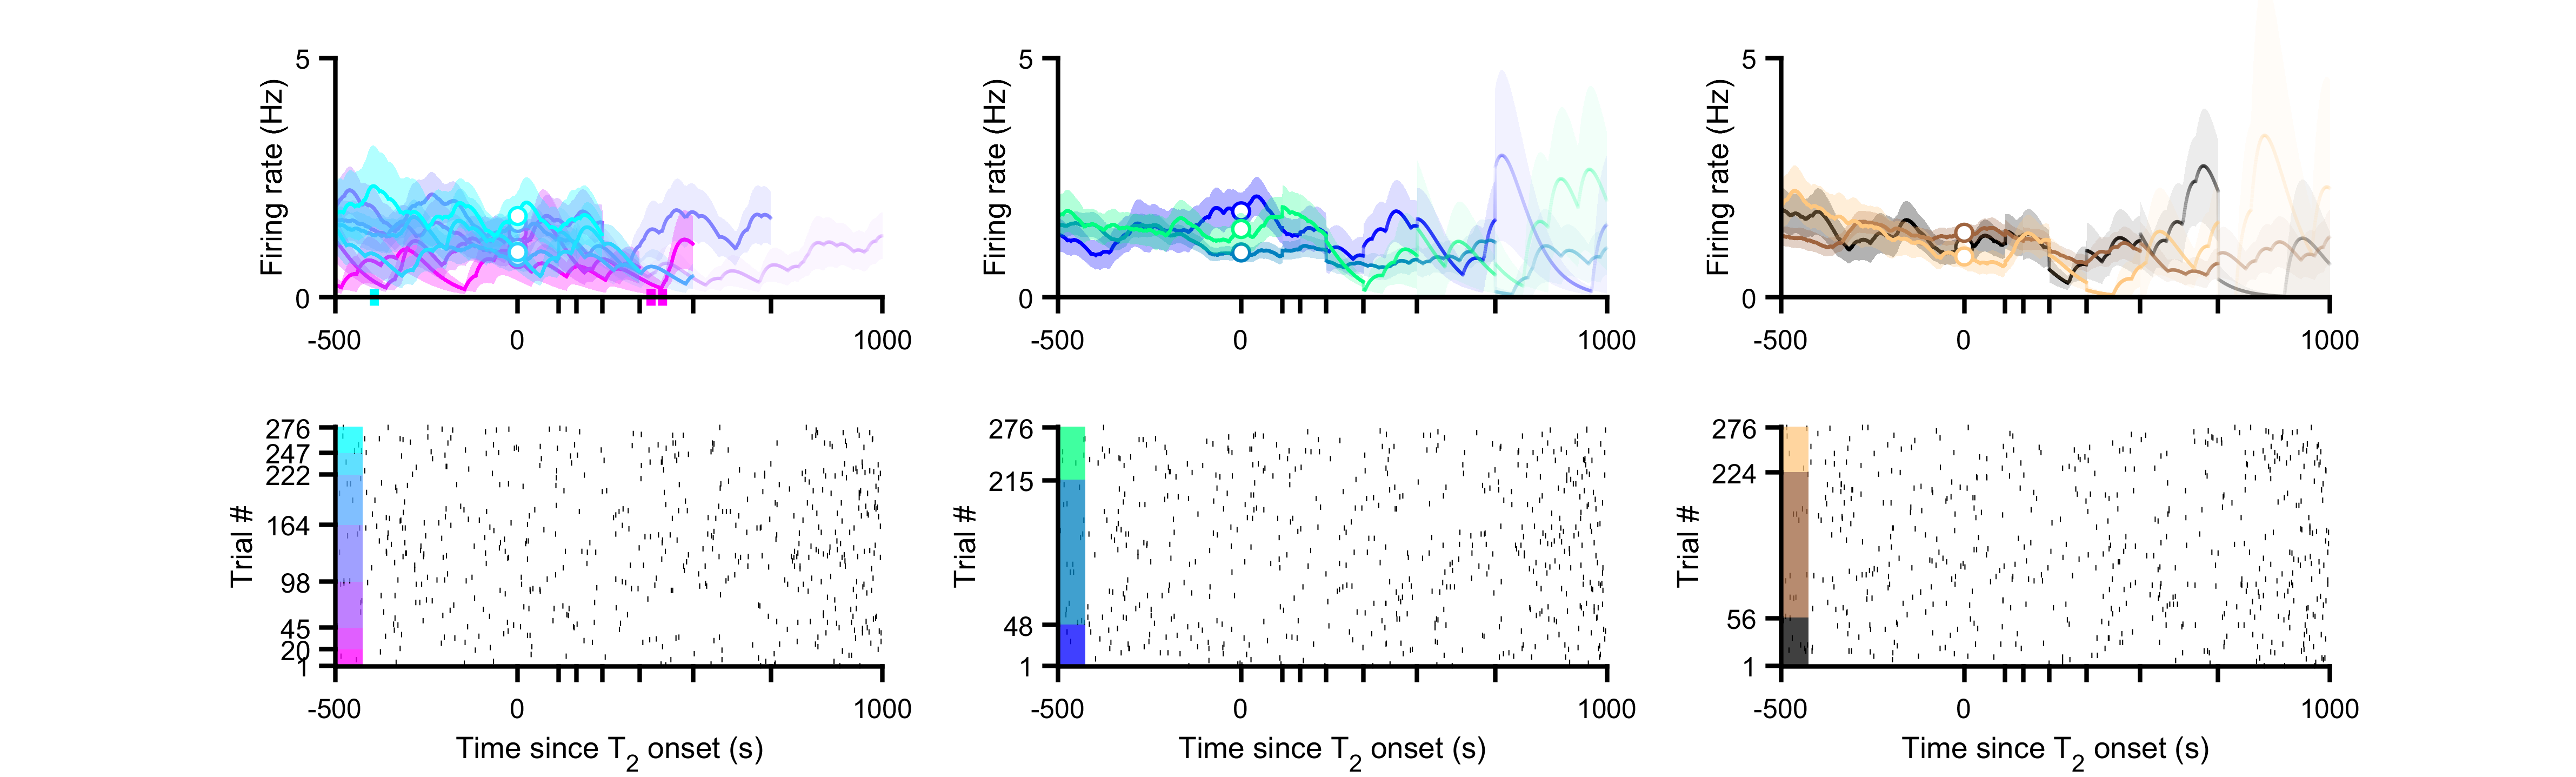 5
Firing rate (Hz)
0
-500 0 1000
5
Firing rate (Hz)
0
-500 0 1000
5
Firing rate (Hz)
0
-500 0 1000
276
247
222
164
98
45
20
1
Trial #
-500 0 1000
Time since T2 onset (s)
276
215
48
1
Trial #
-500 0 1000
Time since T2 onset (s)
276
224
56
1
Trial #
-500 0 1000
Time since T2 onset (s)